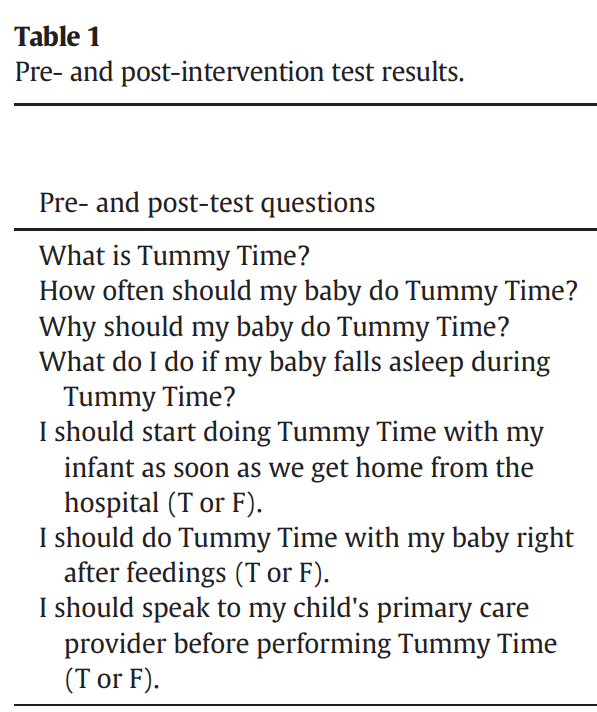 Table 1
Pre- and post-intervention test results.
Pre- and post-test questions
What is Tummy Time?
How often should my baby do Tummy Time?
Why should my baby do Tummy Time?
What do I do if my baby falls asleep during
Tummy Time?
I should start doing Tummy Time with my
infant as soon as we get home from the
hospital (T or F).
I should do Tummy Time with my baby right
after feedings (T or F).
I should speak to my child's primary care
provider before performing Tummy Time
(T or F).